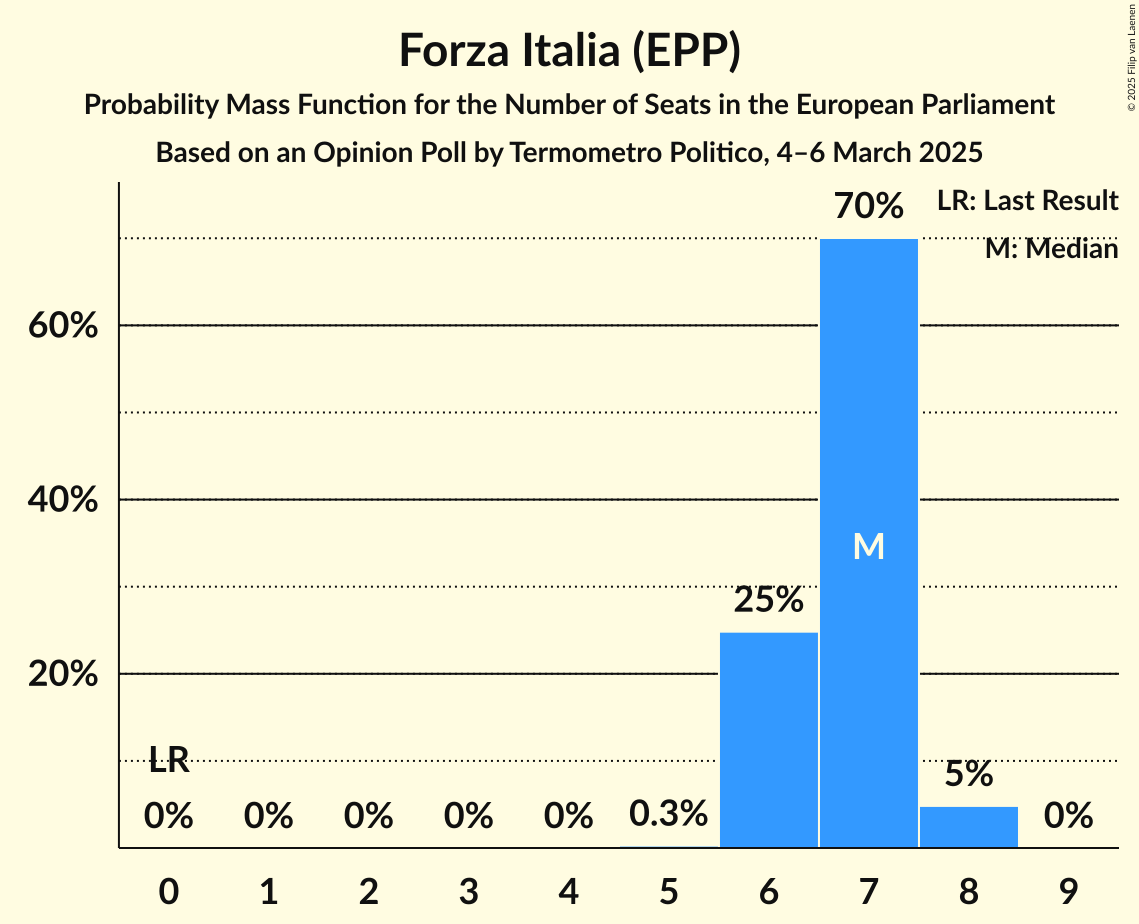 Forza Italia (EPP)
Probability Mass Function for the Number of Seats in the European Parliament
Based on an Opinion Poll by Termometro Politico, 4–6 March 2025
© 2025 Filip van Laenen
LR: Last Result
M: Median
70%
60%
40%
M
25%
20%
LR
5%
0% 0% 0% 0% 0% 0.3% 0%
0 1 2 3 4 5 6 7 8 9